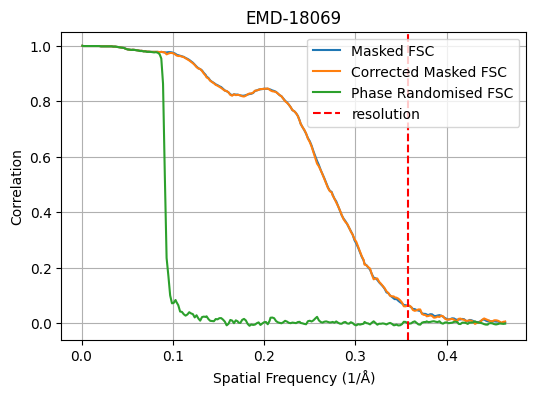 EMD-18069
Masked FSC
Corrected Masked FSC
Phase Randomised FSC
resolution
Correlation
1.0
0.8
0.6
0.4
0.2
0.0
0.0 0.1 0.2 0.3 0.4
Spatial Frequency (1/Å)